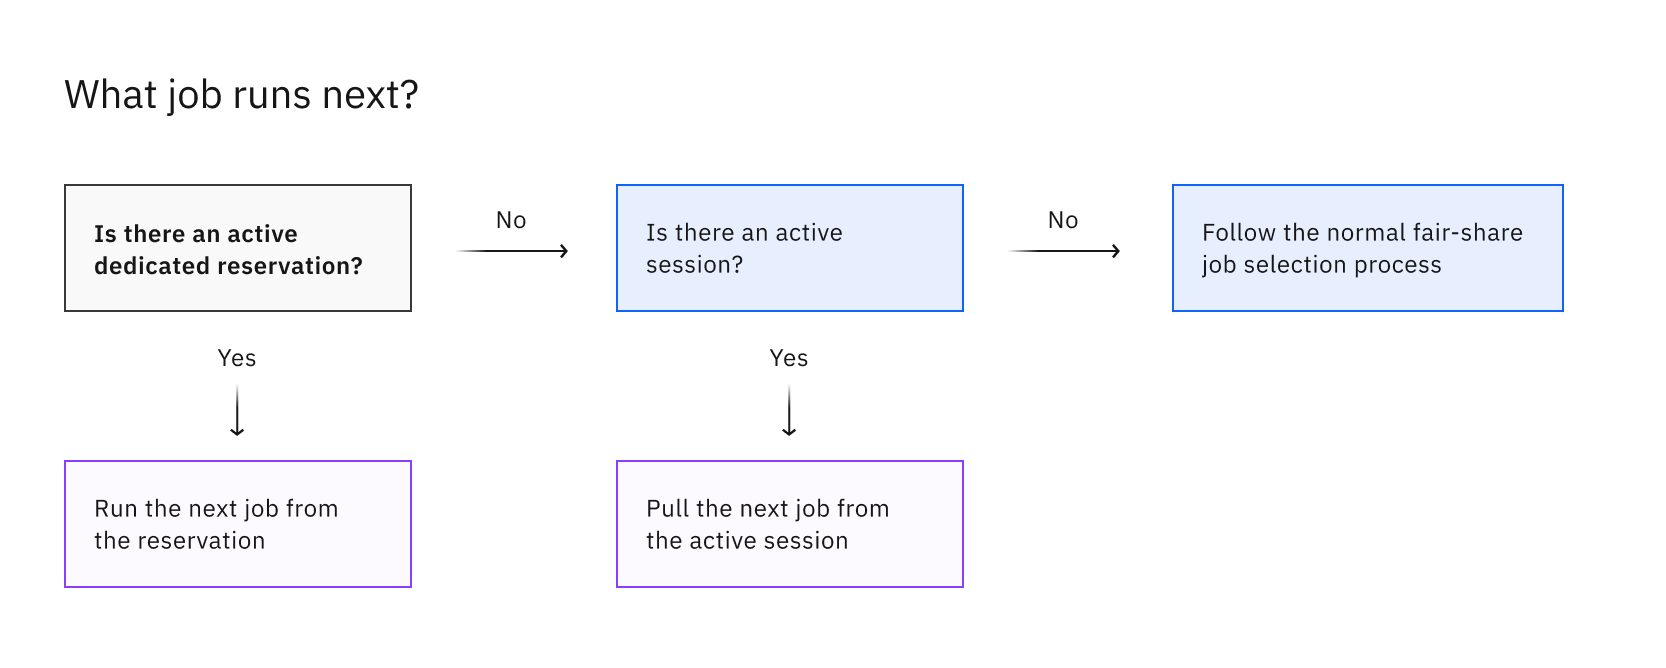 What job runs next?
Is there an active
dedicated reservation?
No
Is there an active
session?
No
Follow the normal fair-share
job selection process
Yes
Yes
Run the next job from
the reservation
Pull the next job from
the active session